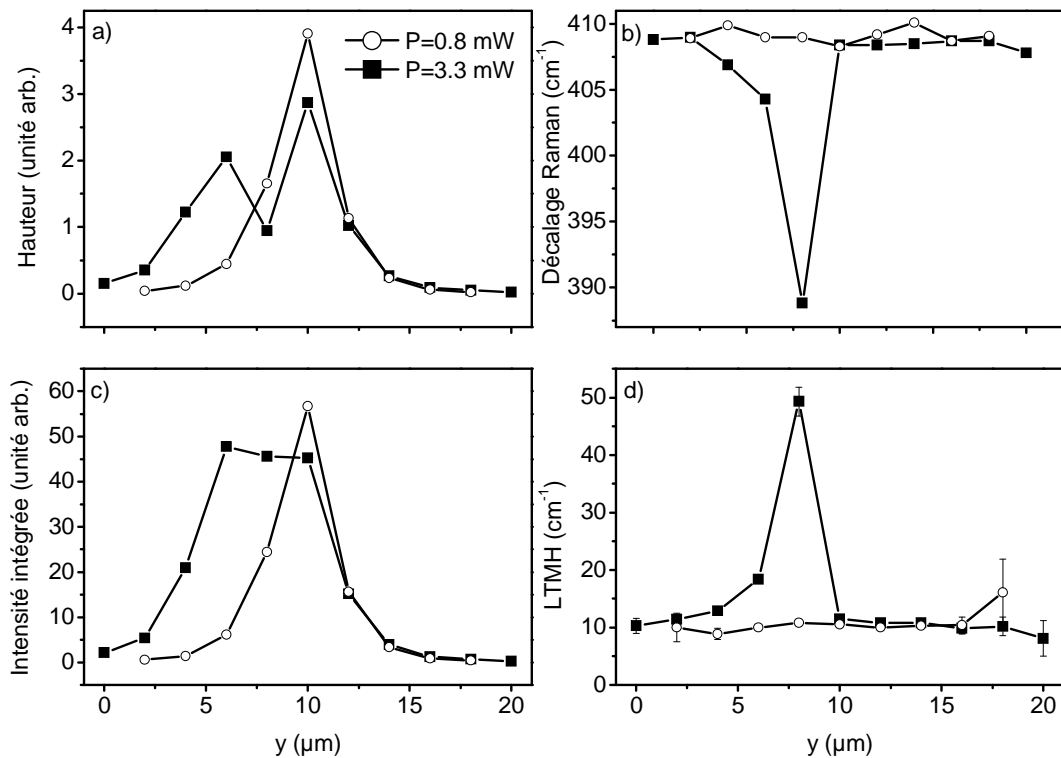 a)
P=0.8 mW
P=3.3 mW
Hauteur (unité arb.)
4
3
2
1
0
b)
Décalage Raman (cm-1)
410
405
400
395
390
c)
Intensité intégrée (unité arb.)
60
50
40
30
20
10
0
0 5 10 15 20
y (µm)
d)
LTMH (cm-1)
50
40
30
20
10
0
0 5 10 15 20
y (µm)